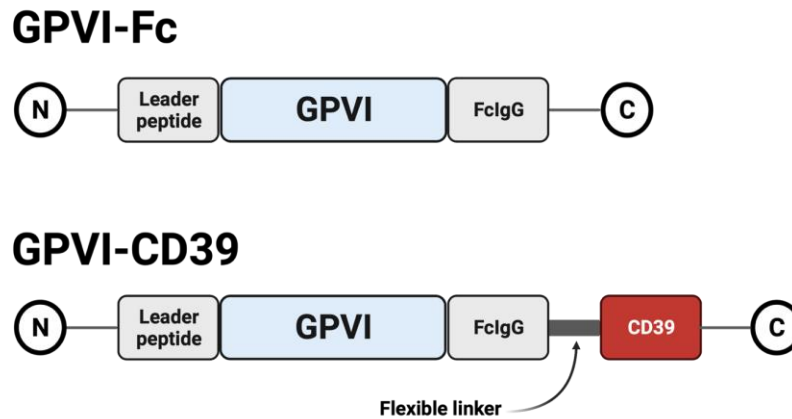 GPVI-Fc
N
Leader
peptide
GPVI
FcIgG
C
GPVI-CD39
N
Leader
peptide
GPVI
FcIgG
CD39
C
Flexible linker